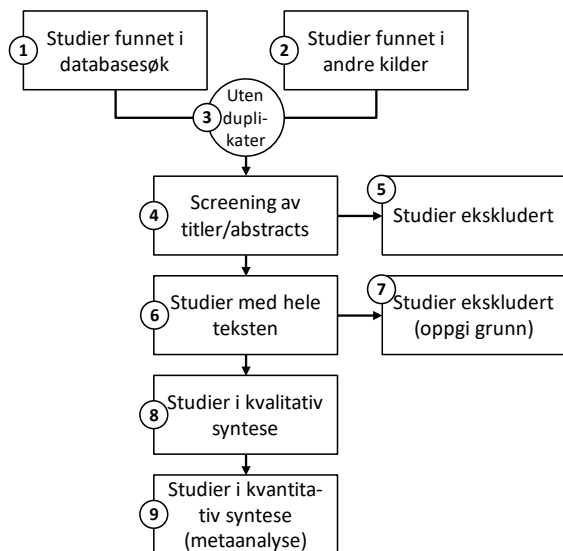 1
Studier funnet i
databasesøk
2
Studier funnet i
andre kilder
3
Uten
dupli-
kater
4
Screening av
titler/abstracts
5
Studier ekskludert
6
Studier med hele
teksten
7
Studier ekskludert
(oppgi grunn)
8
Studier i kvalitativ
syntese
9
Studier i kvantita-
tiv syntese
(metaanalyse)